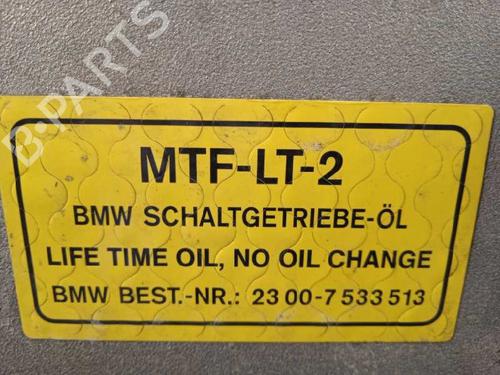 B-PARTS
MTF-LT-2
BMW SCHALTGETRIEBE-ÖL
LIFE TIME OIL, NO OIL CHANGE
BMW BEST.-NR.: 23 00-7 533 513